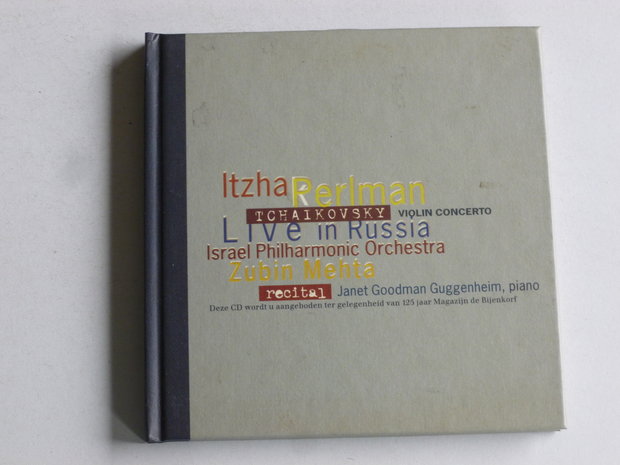 Itzhak Perlman
TCHAIKOVSKY VIOLIN CONCERTO
Live in Russia
Israel Philharmonic Orchestra
Zubin Mehta
recital Janet Goodman Guggenheim, piano
Deze CD wordt u aangeboden ter gelegenheid van 125 jaar Magazijn de Bijenkorf